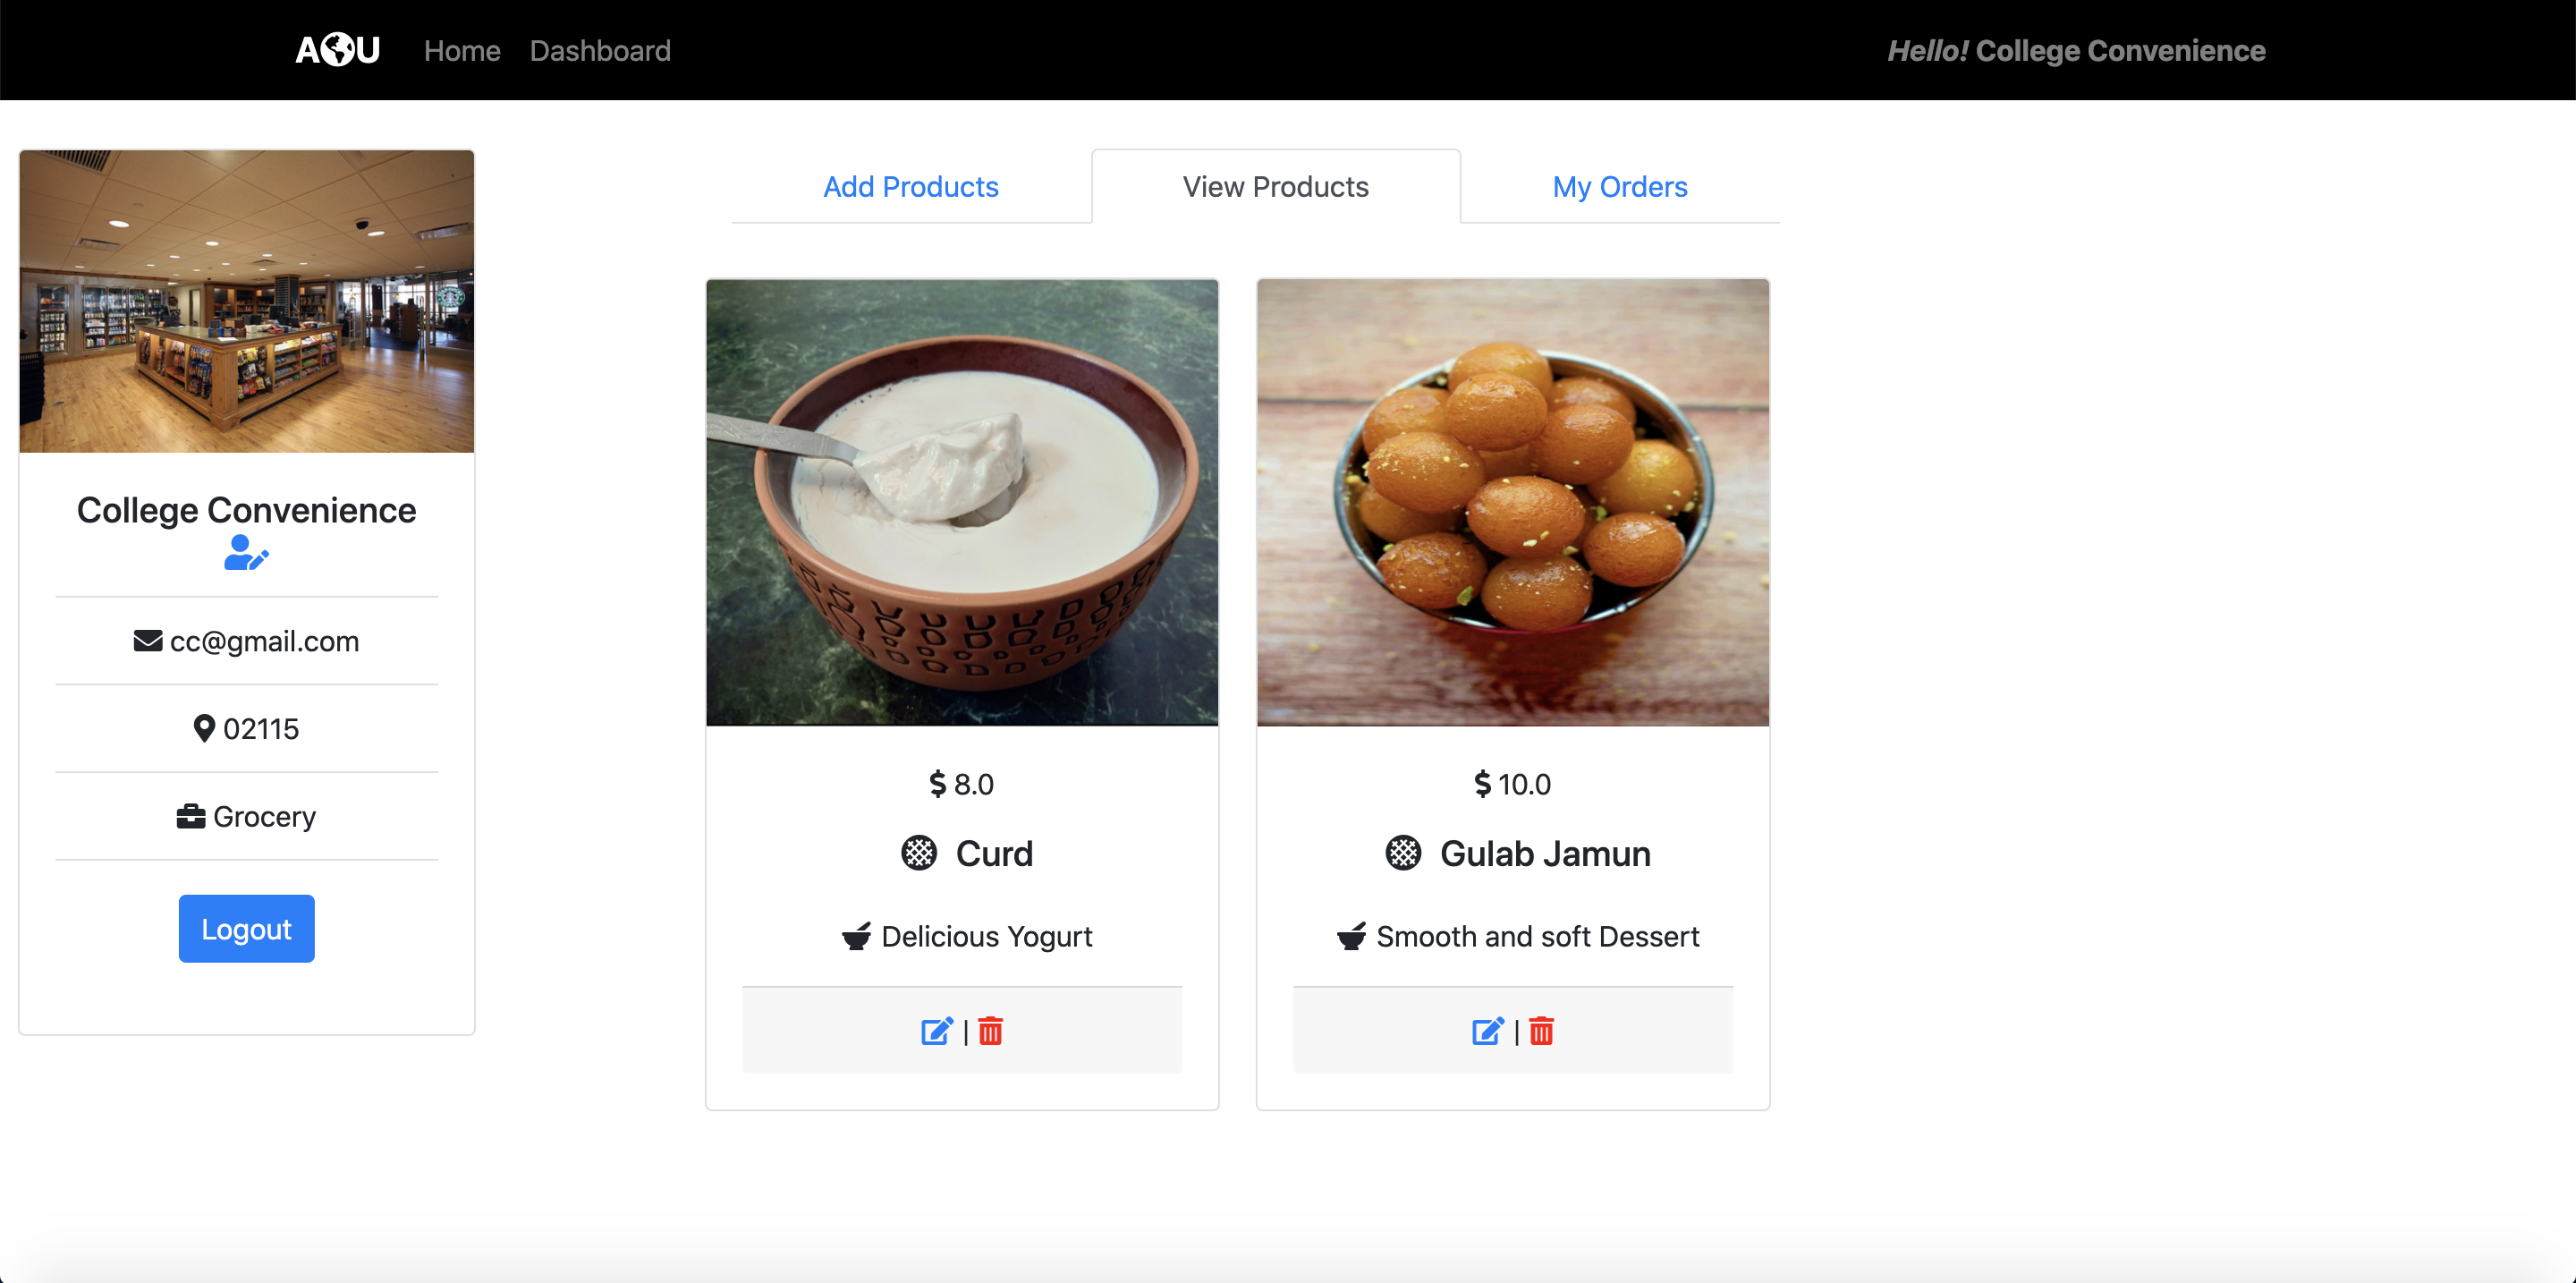 AOU Home Dashboard Hello! College Convenience
Add Products View Products My Orders
College Convenience
cc@gmail.com
02115
Grocery
Logout
$ 8.0
Curd
Delicious Yogurt
|
$ 10.0
Gulab Jamun
Smooth and soft Dessert
|